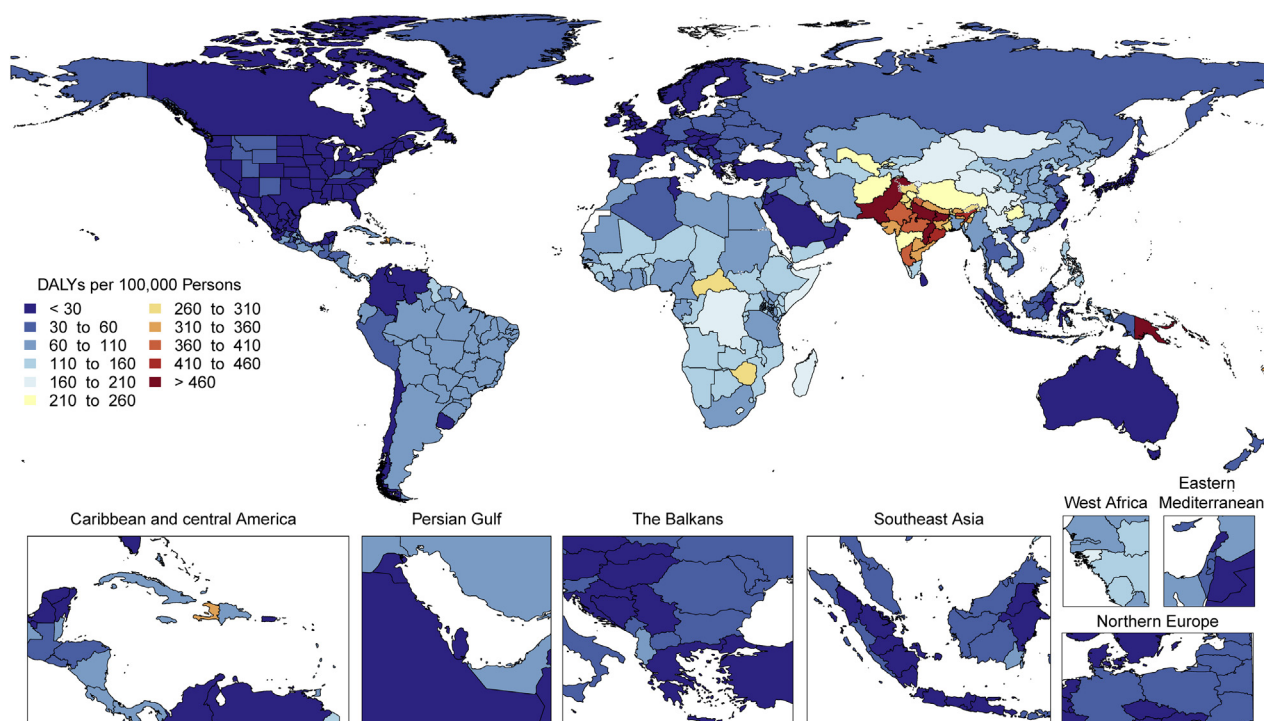 DALYs per 100,000 Persons
< 30
30 to 60
60 to 110
110 to 160
160 to 210
210 to 260
260 to 310
310 to 360
360 to 410
410 to 460
> 460
Caribbean and central America
Persian Gulf
The Balkans
Southeast Asia
West Africa
Eastern
Mediterranean
Northern Europe